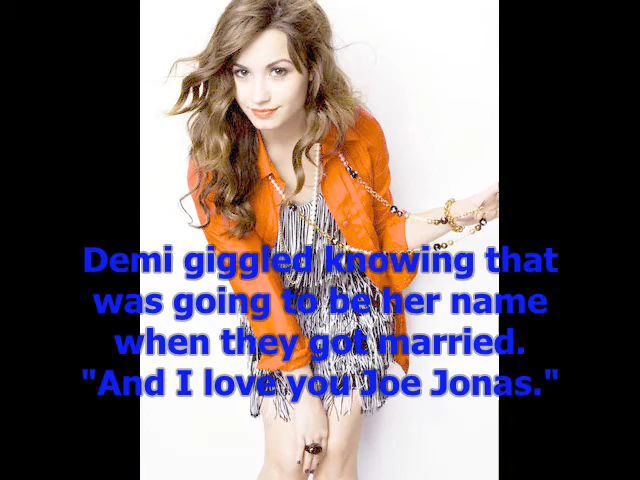 Demi giggled knowing that
was going to be her name
when they got married.
"And I love you Joe Jonas."